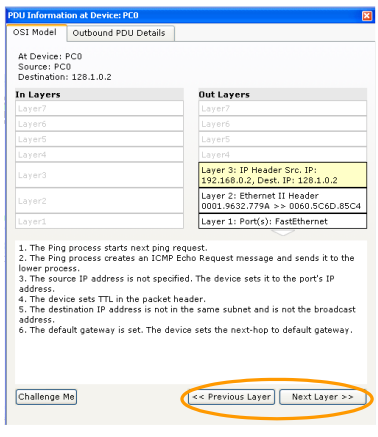 PDU Information at Device: PC0
OSI Model Outbound PDU Details
At Device: PC0
Source: PC0
Destination: 128.1.0.2
In Layers
Layer7
Layer6
Layer5
Layer4
Layer3
Layer2
Layer1
Out Layers
Layer7
Layer6
Layer5
Layer4
Layer 3: IP Header Src. IP:
192.168.0.2, Dest. IP: 128.1.0.2
Layer 2: Ethernet II Header
0001.9632.779A >> 0060.5C6D.85C4
Layer 1: Port(s): FastEthernet
1. The Ping process starts next ping request.
2. The Ping process creates an ICMP Echo Request message and sends it to the
lower process.
3. The source IP address is not specified. The device sets it to the port's IP
address.
4. The device sets TTL in the packet header.
5. The destination IP address is not in the same subnet and is not the broadcast
address.
6. The default gateway is set. The device sets the next-hop to default gateway.
Challenge Me << Previous Layer Next Layer >>